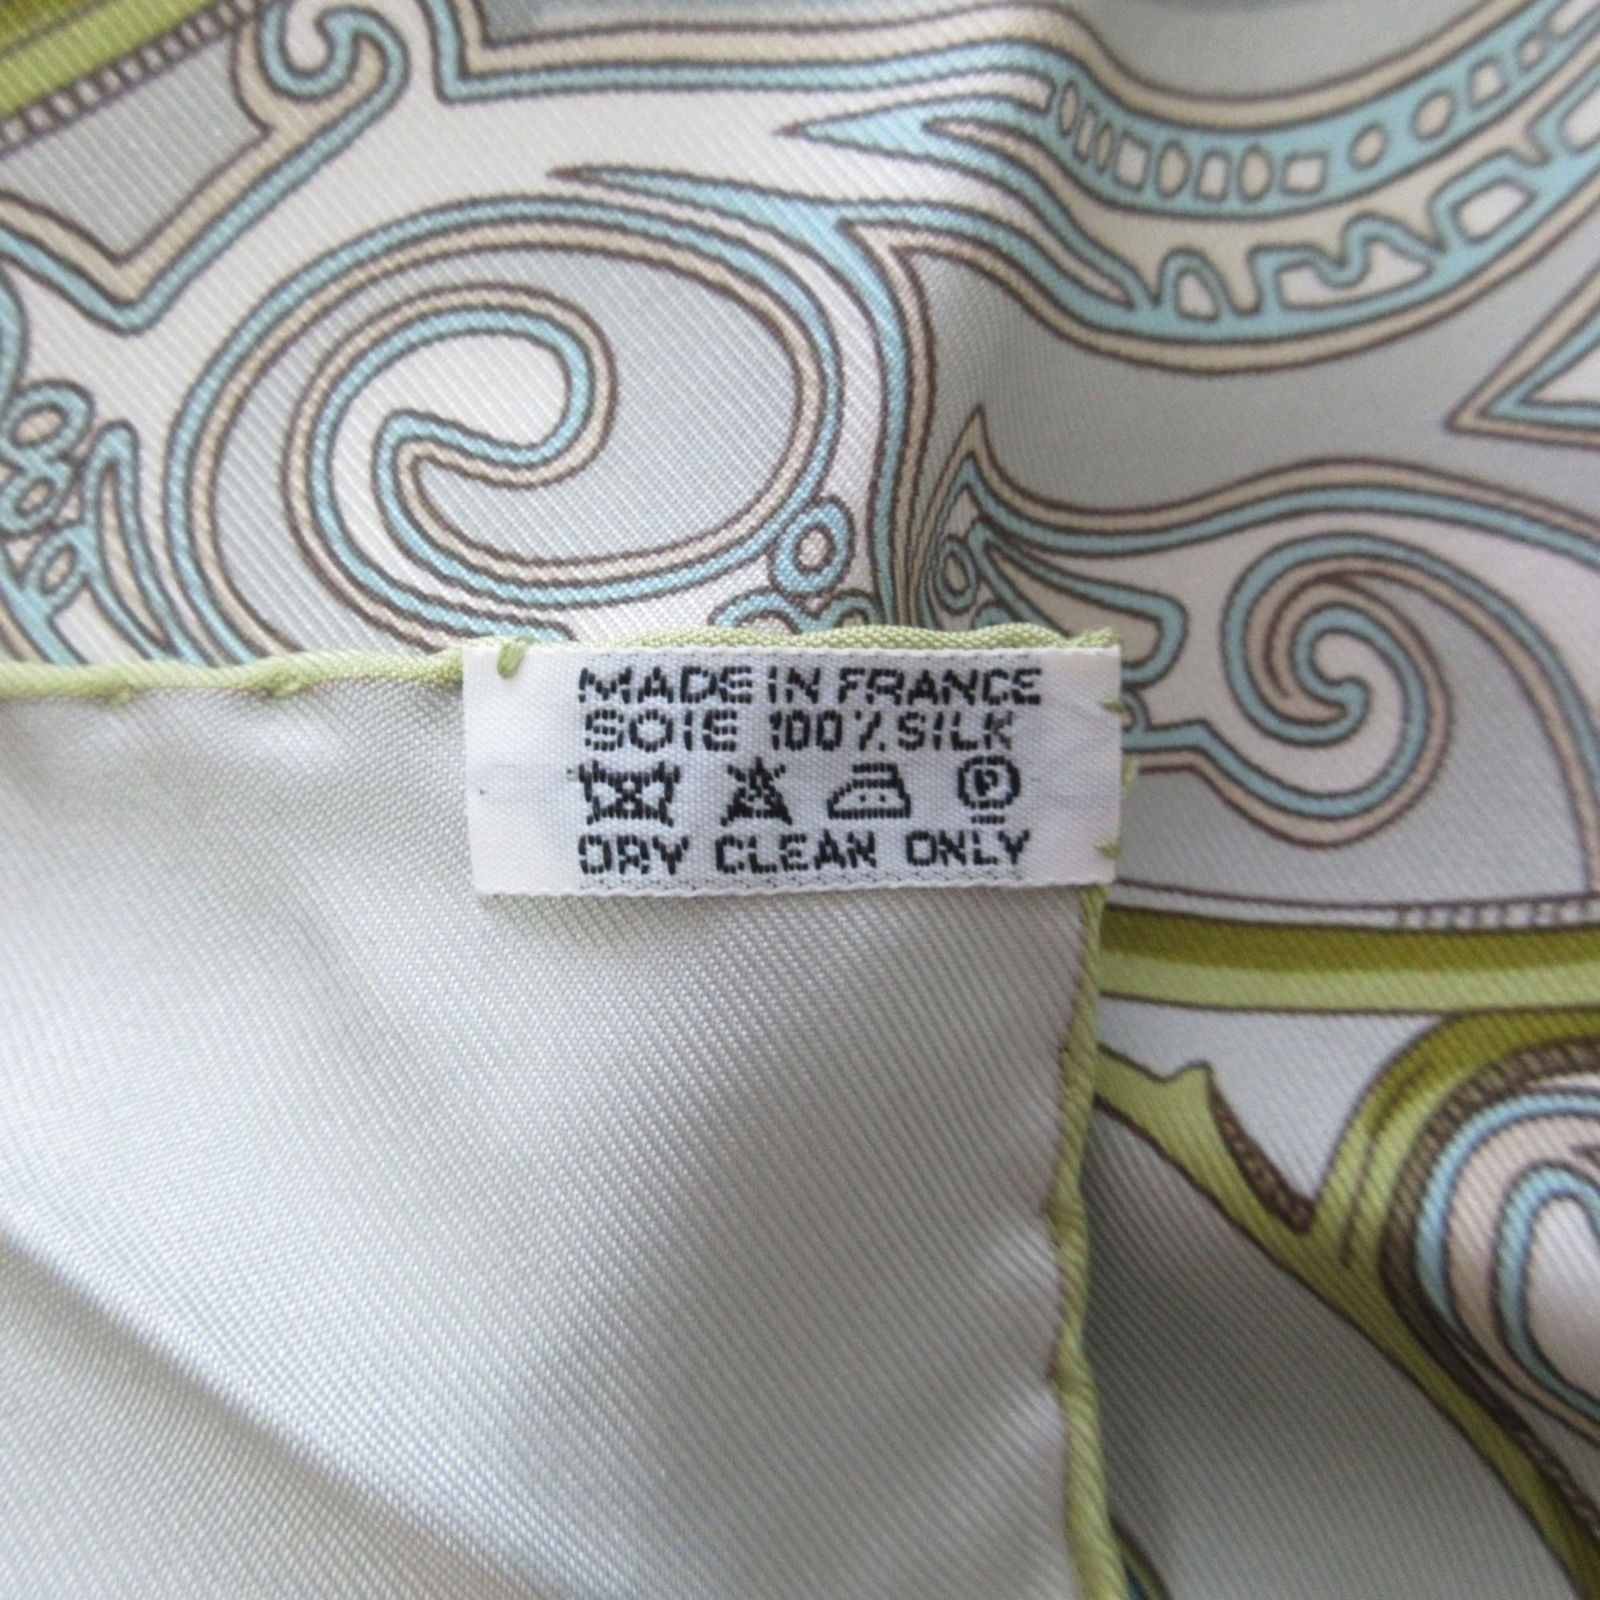 MADE IN FRANCE
SOIE 100% SILK
P
DRY CLEAN ONLY